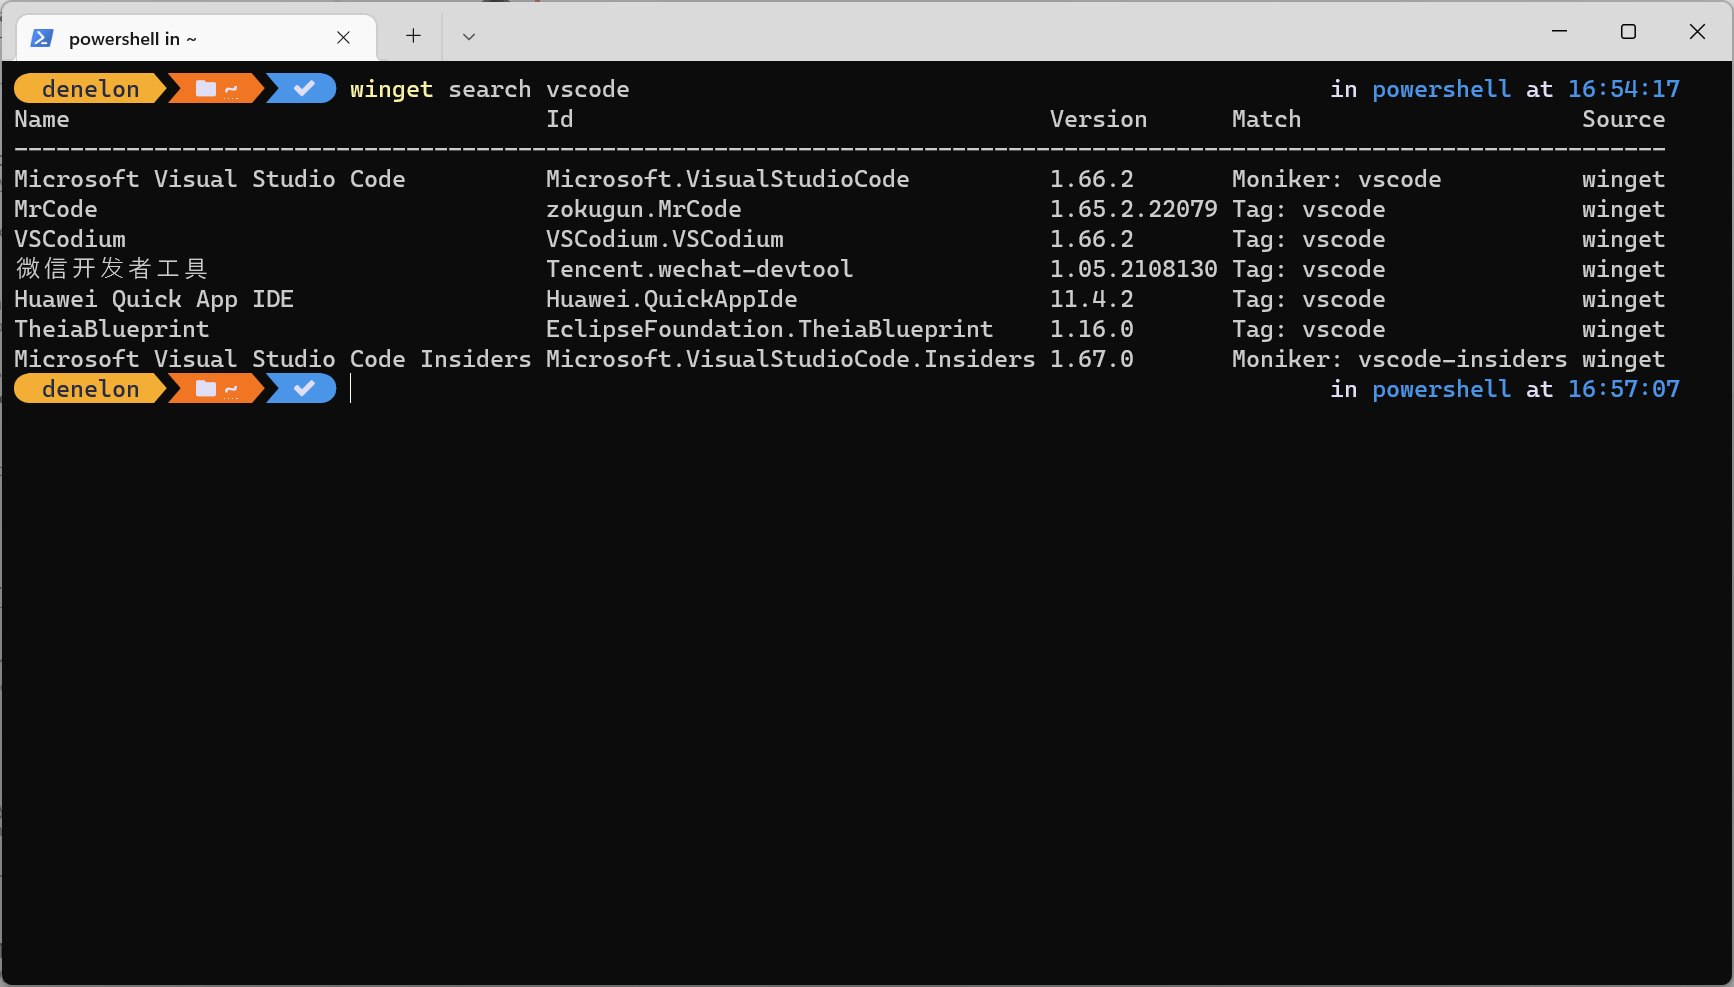 powershell in ~
denelon ~ winget search vscode in powershell at 16:54:17
Name Id Version Match Source
----------------------------------------------------------------------------------------------------------------------
Microsoft Visual Studio Code Microsoft.VisualStudioCode 1.66.2 Moniker: vscode winget
MrCode zokugun.MrCode 1.65.2.22079 Tag: vscode winget
VSCodium VSCodium.VSCodium 1.66.2 Tag: vscode winget
微信开发者工具 Tencent.wechat-devtool 1.05.2108130 Tag: vscode winget
Huawei Quick App IDE Huawei.QuickAppIde 11.4.2 Tag: vscode winget
TheiaBlueprint EclipseFoundation.TheiaBlueprint 1.16.0 Tag: vscode winget
Microsoft Visual Studio Code Insiders Microsoft.VisualStudioCode.Insiders 1.67.0 Moniker: vscode-insiders winget
denelon ~ in powershell at 16:57:07